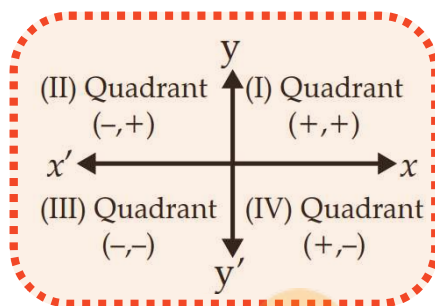 y
(II) Quadrant (I) Quadrant
(–,+) (+,+)
x′ x
(III) Quadrant (IV) Quadrant
(–,–) (+,–)
y′